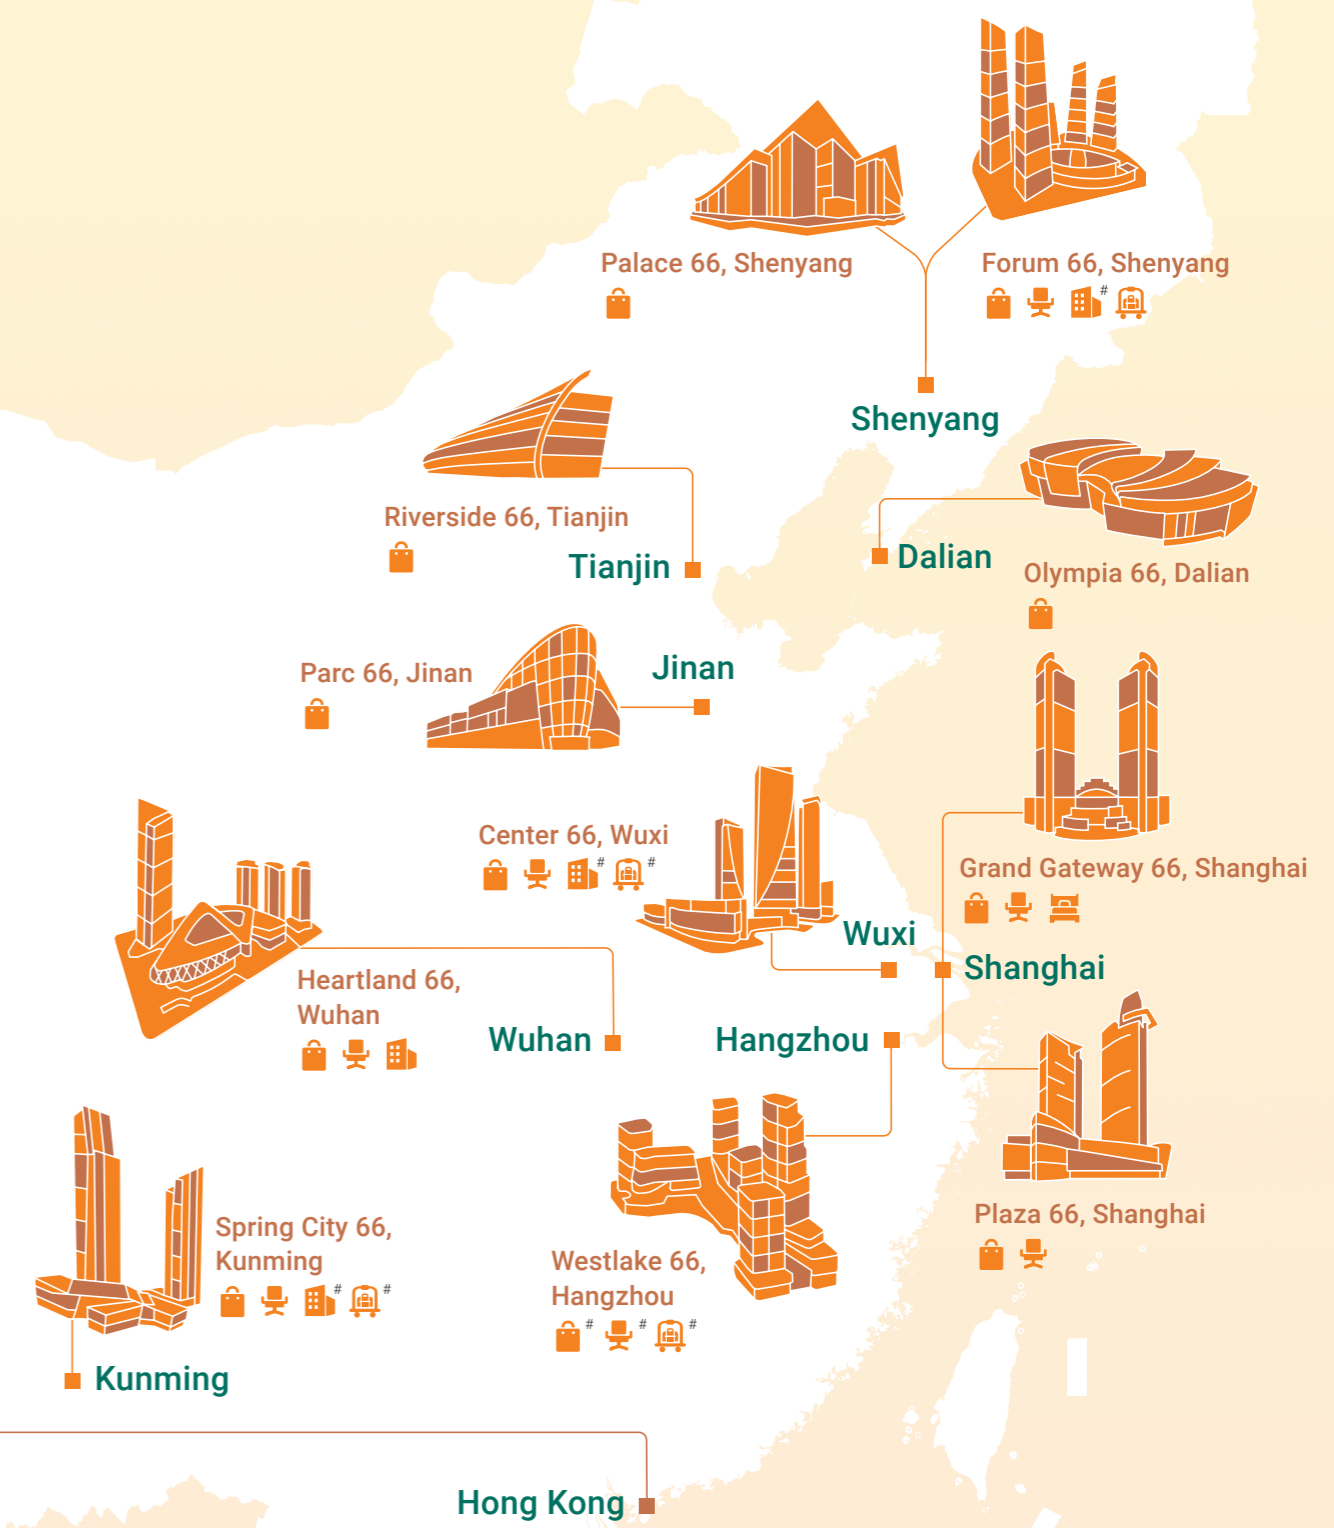 Palace 66, Shenyang
Forum 66, Shenyang
#
Shenyang
Riverside 66, Tianjin
Tianjin
Dalian
Olympia 66, Dalian
Parc 66, Jinan
Jinan
Center 66, Wuxi
# #
Grand Gateway 66, Shanghai
Wuxi
Shanghai
Heartland 66,
Wuhan
Wuhan
Hangzhou
Plaza 66, Shanghai
Spring City 66,
Kunming
# #
Westlake 66,
Hangzhou
# # #
Kunming
Hong Kong